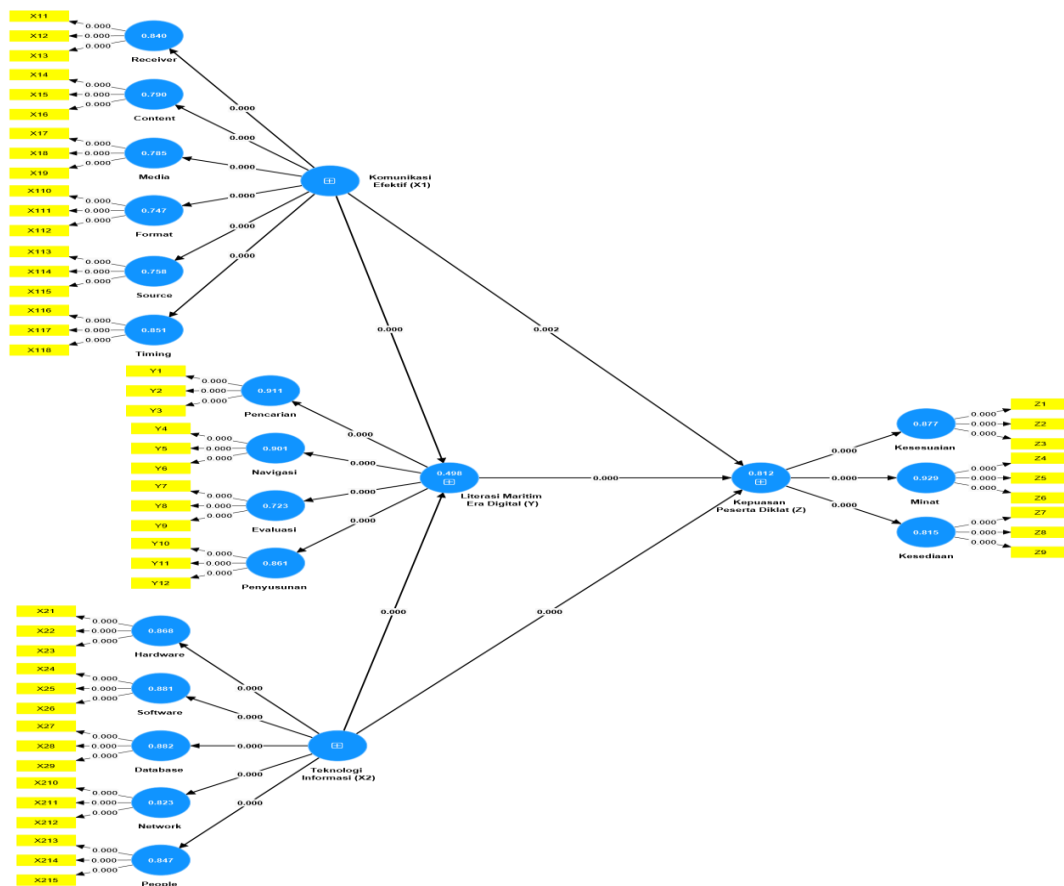 X11
0.000
X12
0.000
0.840
X13
0.000
Receiver
X14
0.000
X15
0.000
0.790
X16
0.000
Content
X17
0.000
X18
0.000
0.785
X19
0.000
Media
X110
0.000
X111
0.000
0.747
X112
0.000
Format
X113
0.000
X114
0.000
0.758
X115
0.000
Source
X116
0.000
X117
0.000
0.851
X118
0.000
Timing
0.000
0.000
0.000
0.000
0.000
0.000
Komunikasi
Efektif (X1)
0.000
0.002
Y1
0.000
Y2
0.000
0.911
Y3
0.000
Pencarian
Y4
0.000
Y5
0.000
0.901
Y6
0.000
Navigasi
Y7
0.000
Y8
0.000
0.723
Y9
0.000
Evaluasi
Y10
0.000
Y11
0.000
0.861
Y12
0.000
Penyusunan
0.000
0.000
0.000
0.000
0.498
Literasi Maritim
Era Digital (Y)
0.000
0.812
Kepuasan
Peserta Diklat (Z)
0.000
0.000
0.000
0.877
Kesesuaian
0.000
Z1
0.000
Z2
0.000
Z3
0.929
Minat
0.000
Z4
0.000
Z5
0.000
Z6
0.815
Kesediaan
0.000
Z7
0.000
Z8
0.000
Z9
0.000
0.000
X21
0.000
X22
0.000
0.868
X23
0.000
Hardware
X24
0.000
X25
0.000
0.881
X26
0.000
Software
X27
0.000
X28
0.000
0.882
X29
0.000
Database
X210
0.000
X211
0.000
0.823
X212
0.000
Network
X213
0.000
X214
0.000
0.847
X215
0.000
People
0.000
0.000
0.000
0.000
0.000
Teknologi
Informasi (X2)